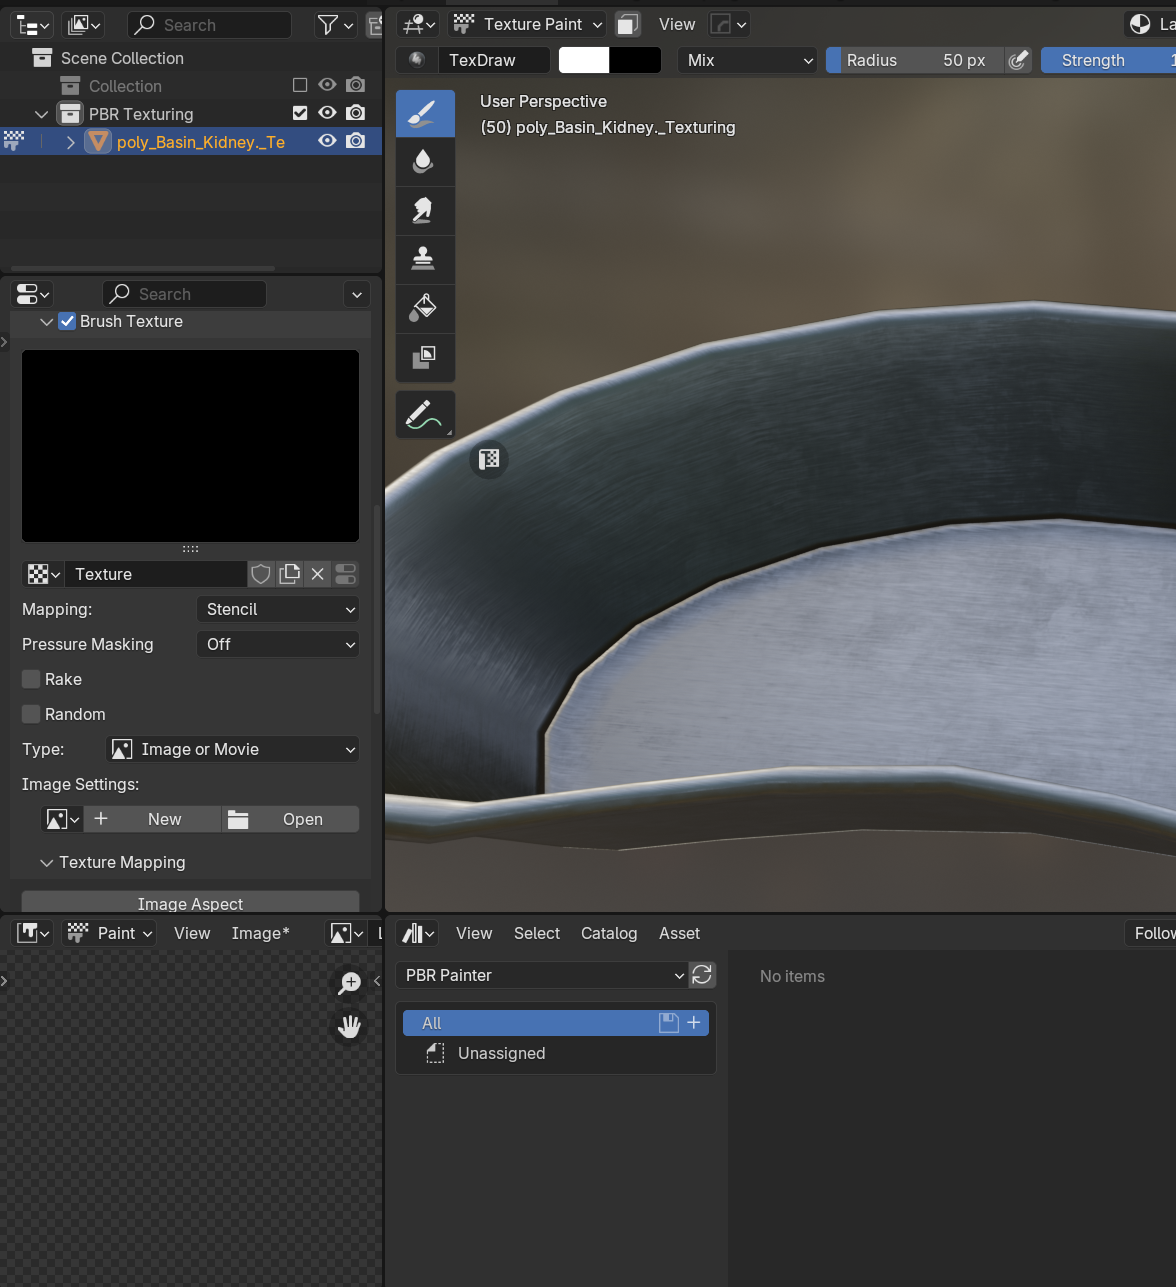 Search
Scene Collection
Collection
PBR Texturing
poly_Basin_Kidney._Te
Search
Brush Texture
Texture
Mapping: Stencil
Pressure Masking Off
Rake
Random
Type: Image or Movie
Image Settings:
New Open
Texture Mapping
Image Aspect
Texture Paint View La
TexDraw Mix Radius 50 px Strength 1
User Perspective
(50) poly_Basin_Kidney._Texturing
Paint View Image* L
View Select Catalog Asset Follow
PBR Painter
All
Unassigned
No items